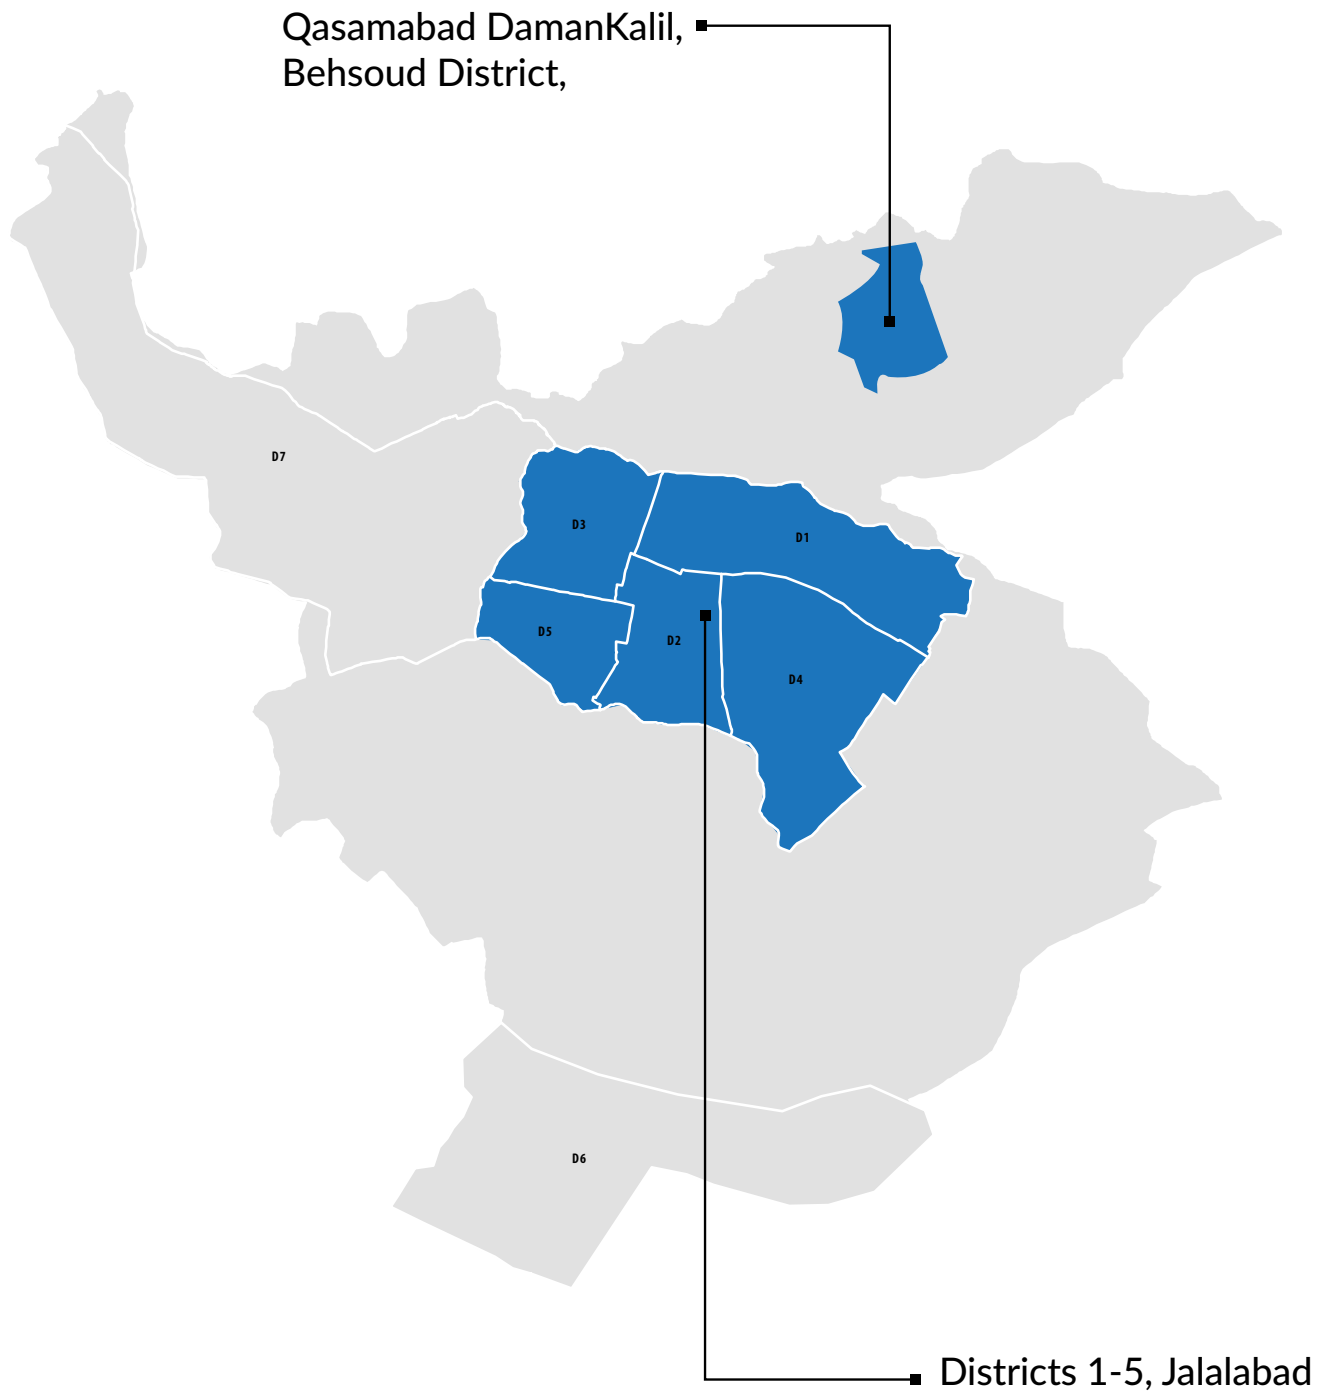 Qasamabad DamanKalil,
Behsoud District,
D7
D3
D1
D5
D2
D4
D6
Districts 1-5, Jalalabad